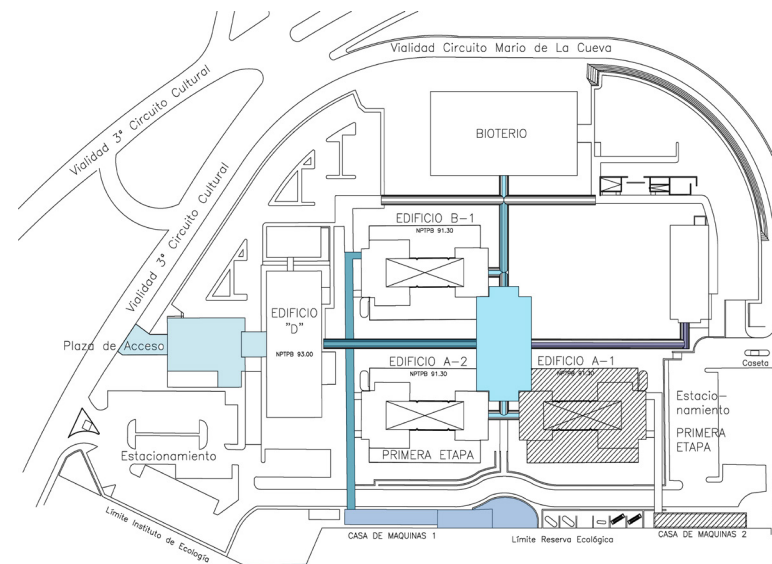 Vialidad Circuito Mario de La Cueva
Vialidad 3º Circuito Cultural
BIOTERIO
Vialidad 3º Circuito Cultural
EDIFICIO B-1
NPTPB 91.30
EDIFICIO
"D"
NPTPB 93.00
Plaza de Acceso
EDIFICIO A-2
NPTPB 91.30
EDIFICIO A-1
NPTPB 91.30
Caseta
Estacio-
namiento
PRIMERA
ETAPA
Estacionamiento
PRIMERA ETAPA
Límite Instituto de Ecología
CASA DE MAQUINAS 1
Límite Reserva Ecológica
CASA DE MAQUINAS 2